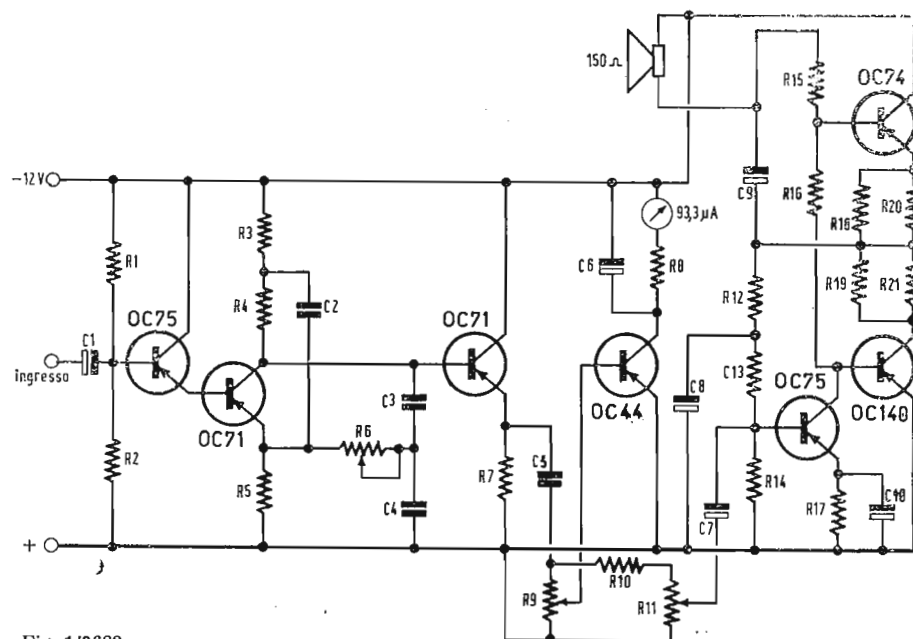 150 Ω
R15
OC74
-12V
C9
93,3 µA
R16
R18
R20
R3
R1
C6
R8
R19
R21
R4
C2
R12
OC75
OC71
C1
ingresso
C13
OC75
OC140
C8
OC71
C3
OC44
R6
R2
R5
R7
C5
R14
C4
C7
R17
C10
+
R10
R9
R11